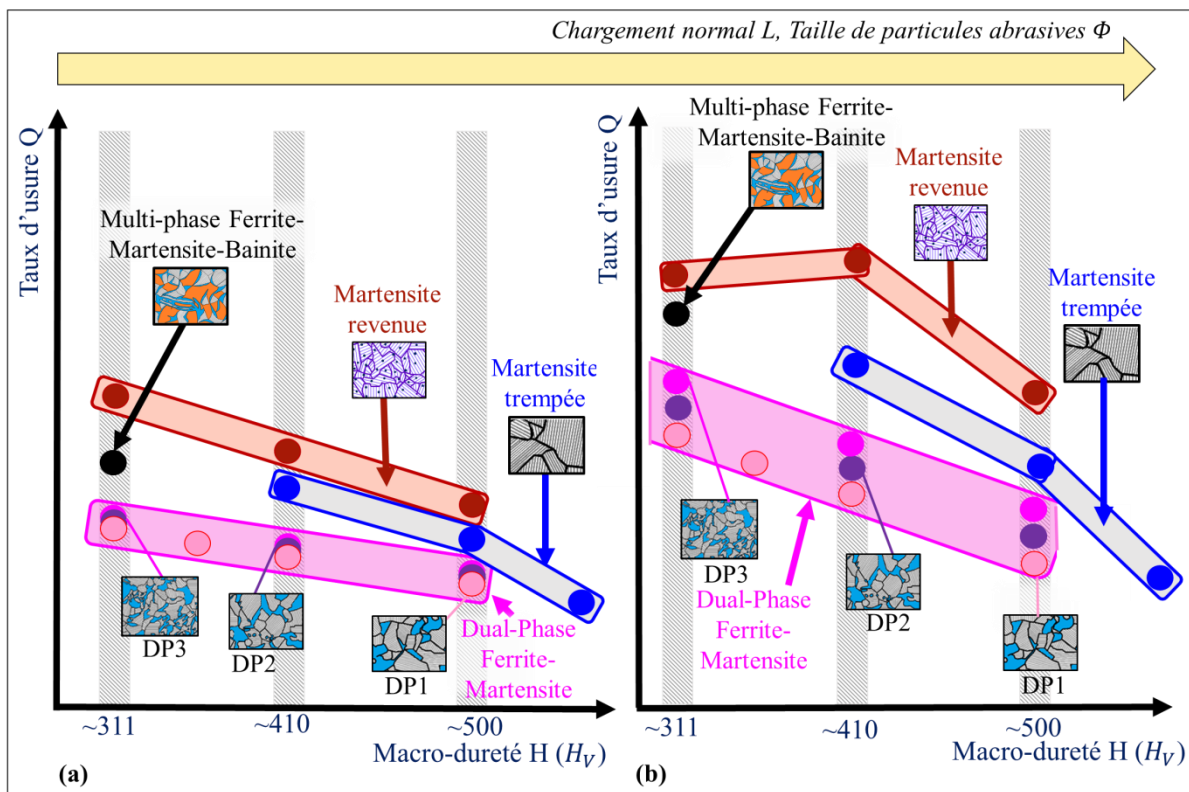 Chargement normal L, Taille de particules abrasives Φ
Taux d'usure Q
Multi-phase Ferrite-
Martensite-Bainite
Martensite
revenue
Martensite
trempée
DP3
DP2
DP1
Dual-Phase
Ferrite-
Martensite
~311
~410
~500
Macro-dureté H (H_V)
(a)
Taux d'usure Q
Multi-phase Ferrite-
Martensite-Bainite
Martensite
revenue
Martensite
trempée
DP3
Dual-Phase
Ferrite-
Martensite
DP2
DP1
~311
~410
~500
Macro-dureté H (H_V)
(b)